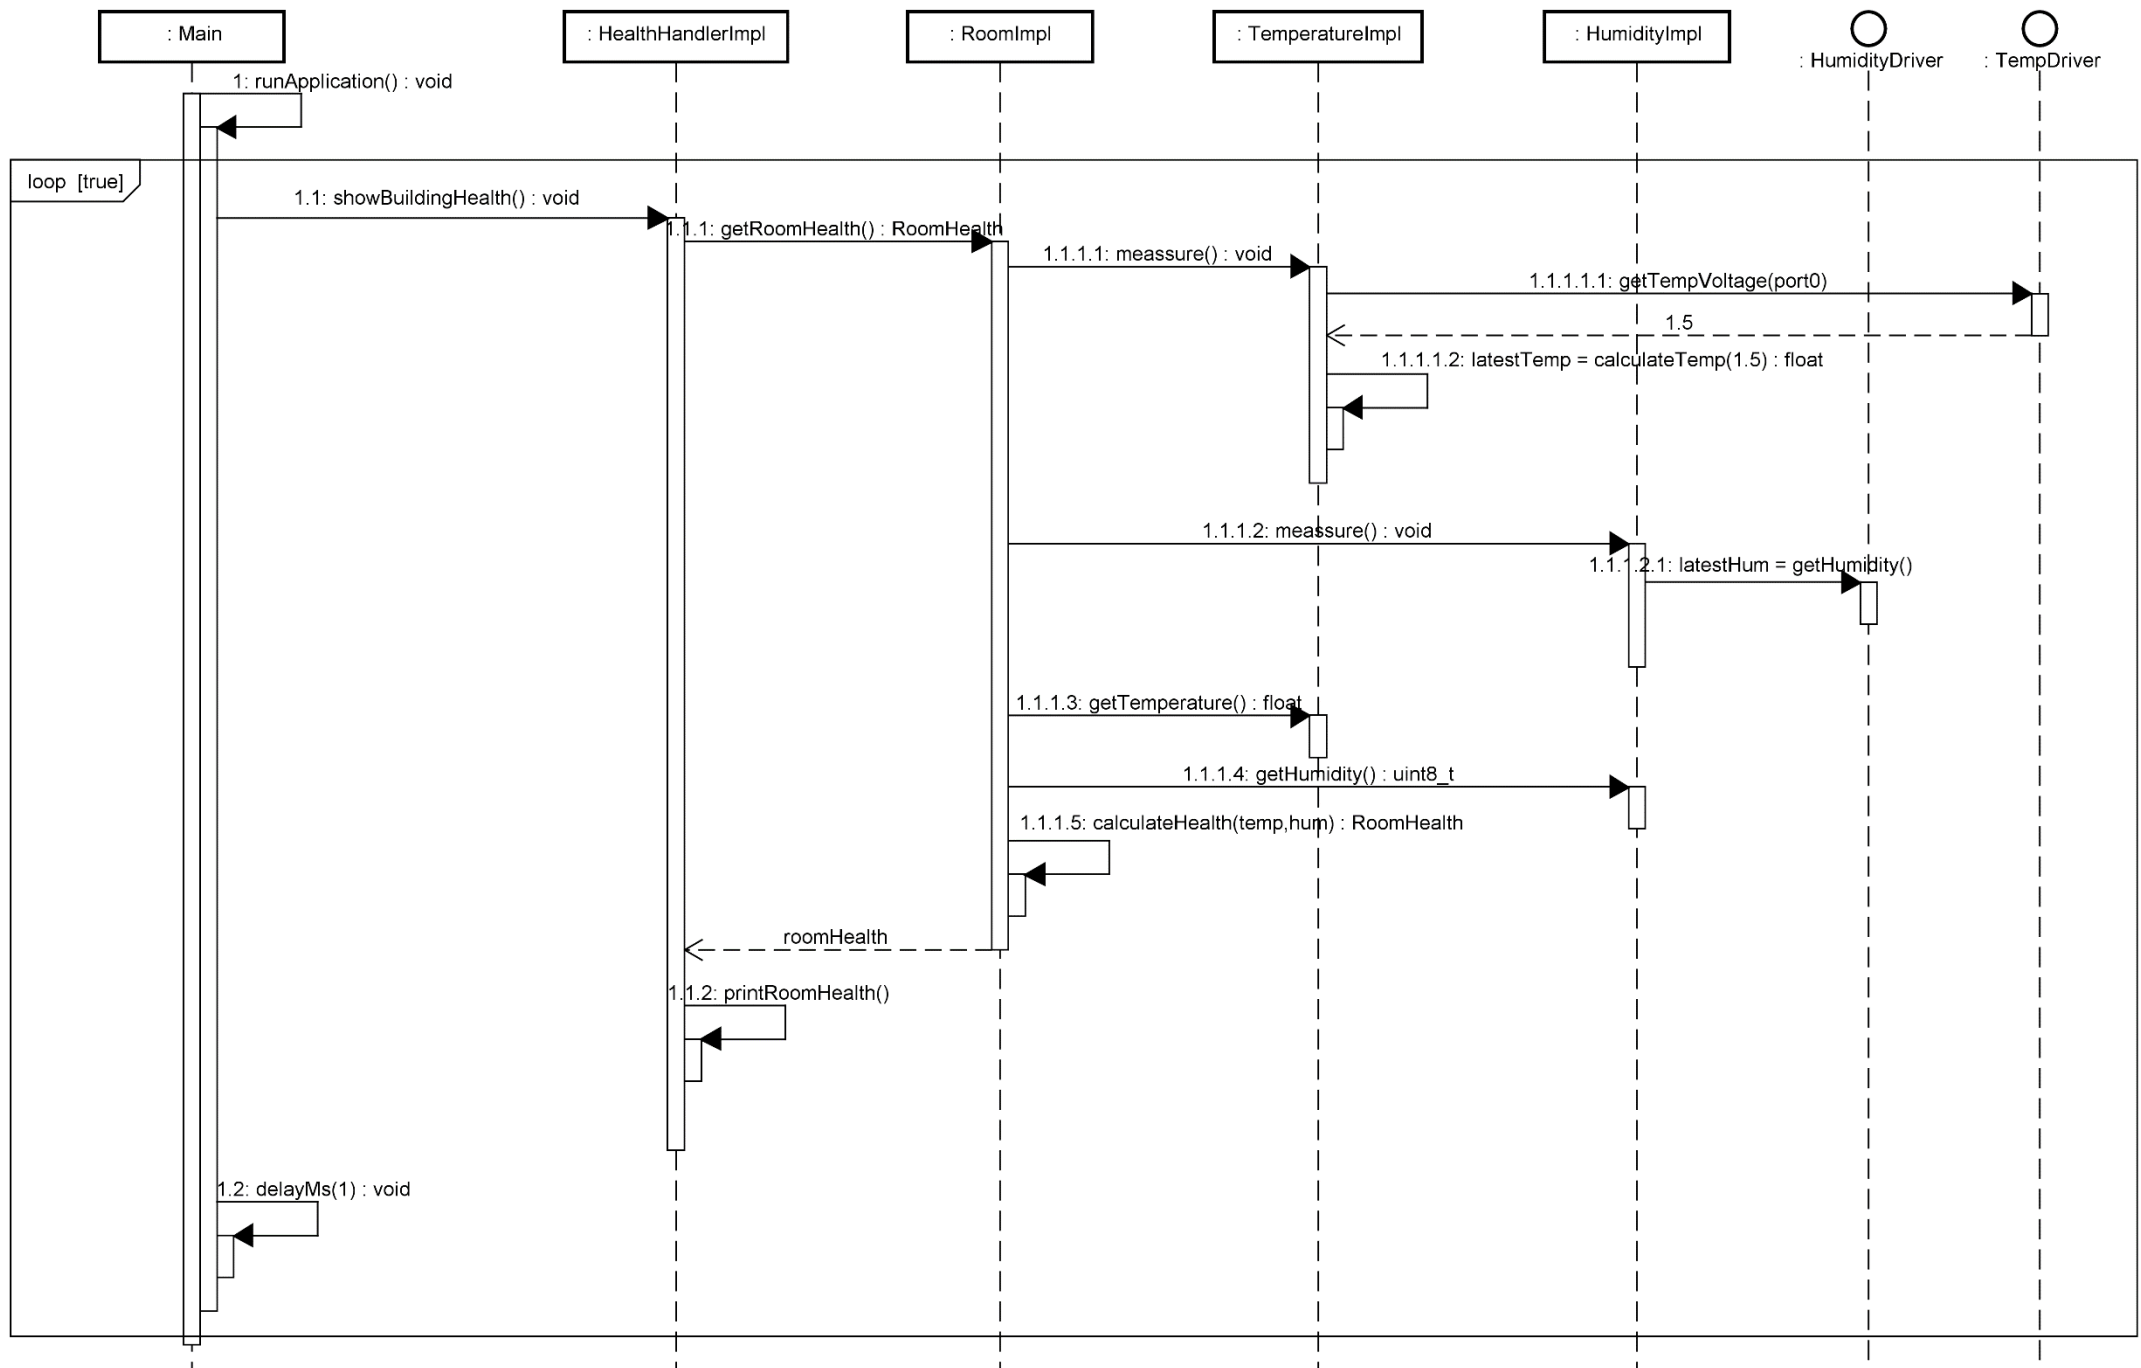 : Main
: HealthHandlerImpl
: RoomImpl
: TemperatureImpl
: HumidityImpl
: HumidityDriver
: TempDriver
1: runApplication() : void
loop [true]
1.1: showBuildingHealth() : void
1.1.1: getRoomHealth() : RoomHealth
1.1.1.1: meassure() : void
1.1.1.1.1: getTempVoltage(port0)
1.5
1.1.1.1.2: latestTemp = calculateTemp(1.5) : float
1.1.1.2: meassure() : void
1.1.1.2.1: latestHum = getHumidity()
1.1.1.3: getTemperature() : float
1.1.1.4: getHumidity() : uint8_t
1.1.1.5: calculateHealth(temp,hum) : RoomHealth
roomHealth
1.1.2: printRoomHealth()
1.2: delayMs(1) : void